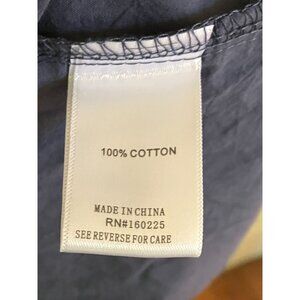 100% COTTON
MADE IN CHINA
RN#160225
SEE REVERSE FOR CARE